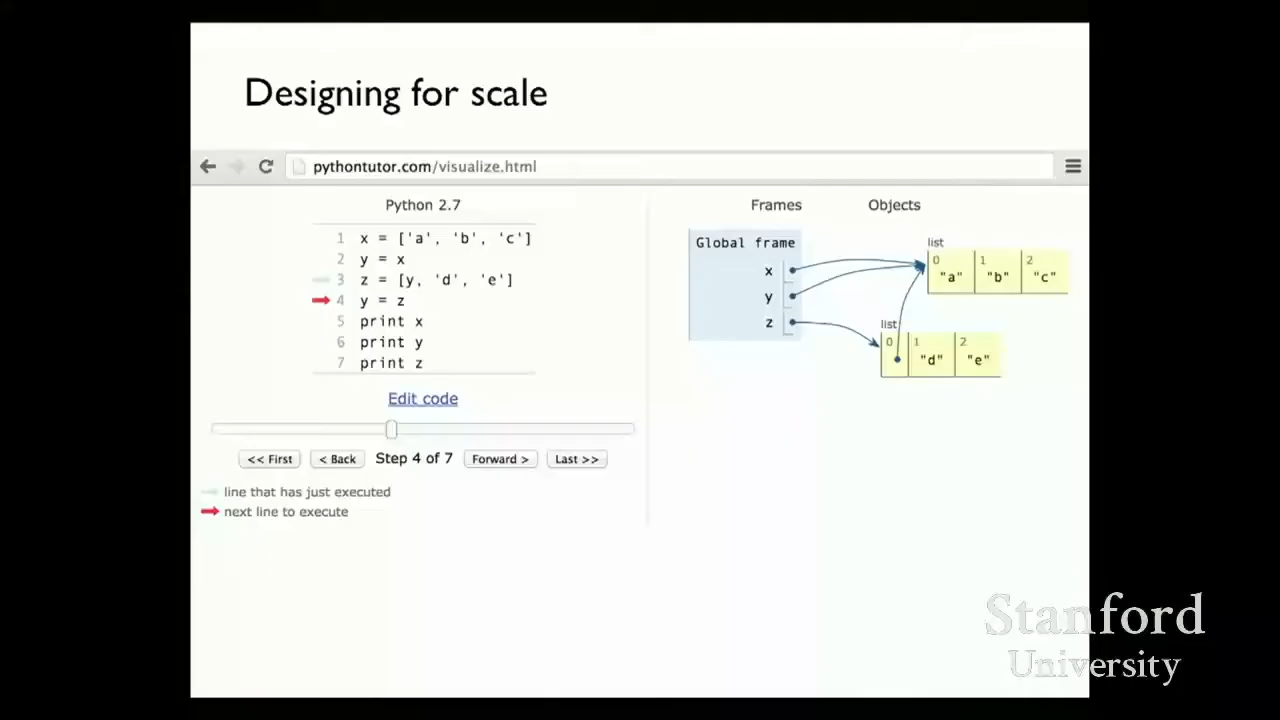 Designing for scale
pythontutor.com/visualize.html
Python 2.7
1 x = ['a', 'b', 'c']
2 y = x
3 z = [y, 'd', 'e']
4 y = z
5 print x
6 print y
7 print z
Edit code
<< First < Back Step 4 of 7 Forward > Last >>
line that has just executed
next line to execute
Frames Objects
Global frame
x
y
z
list
0 1 2
"a" "b" "c"
list
0 1 2
"d" "e"
Stanford
University